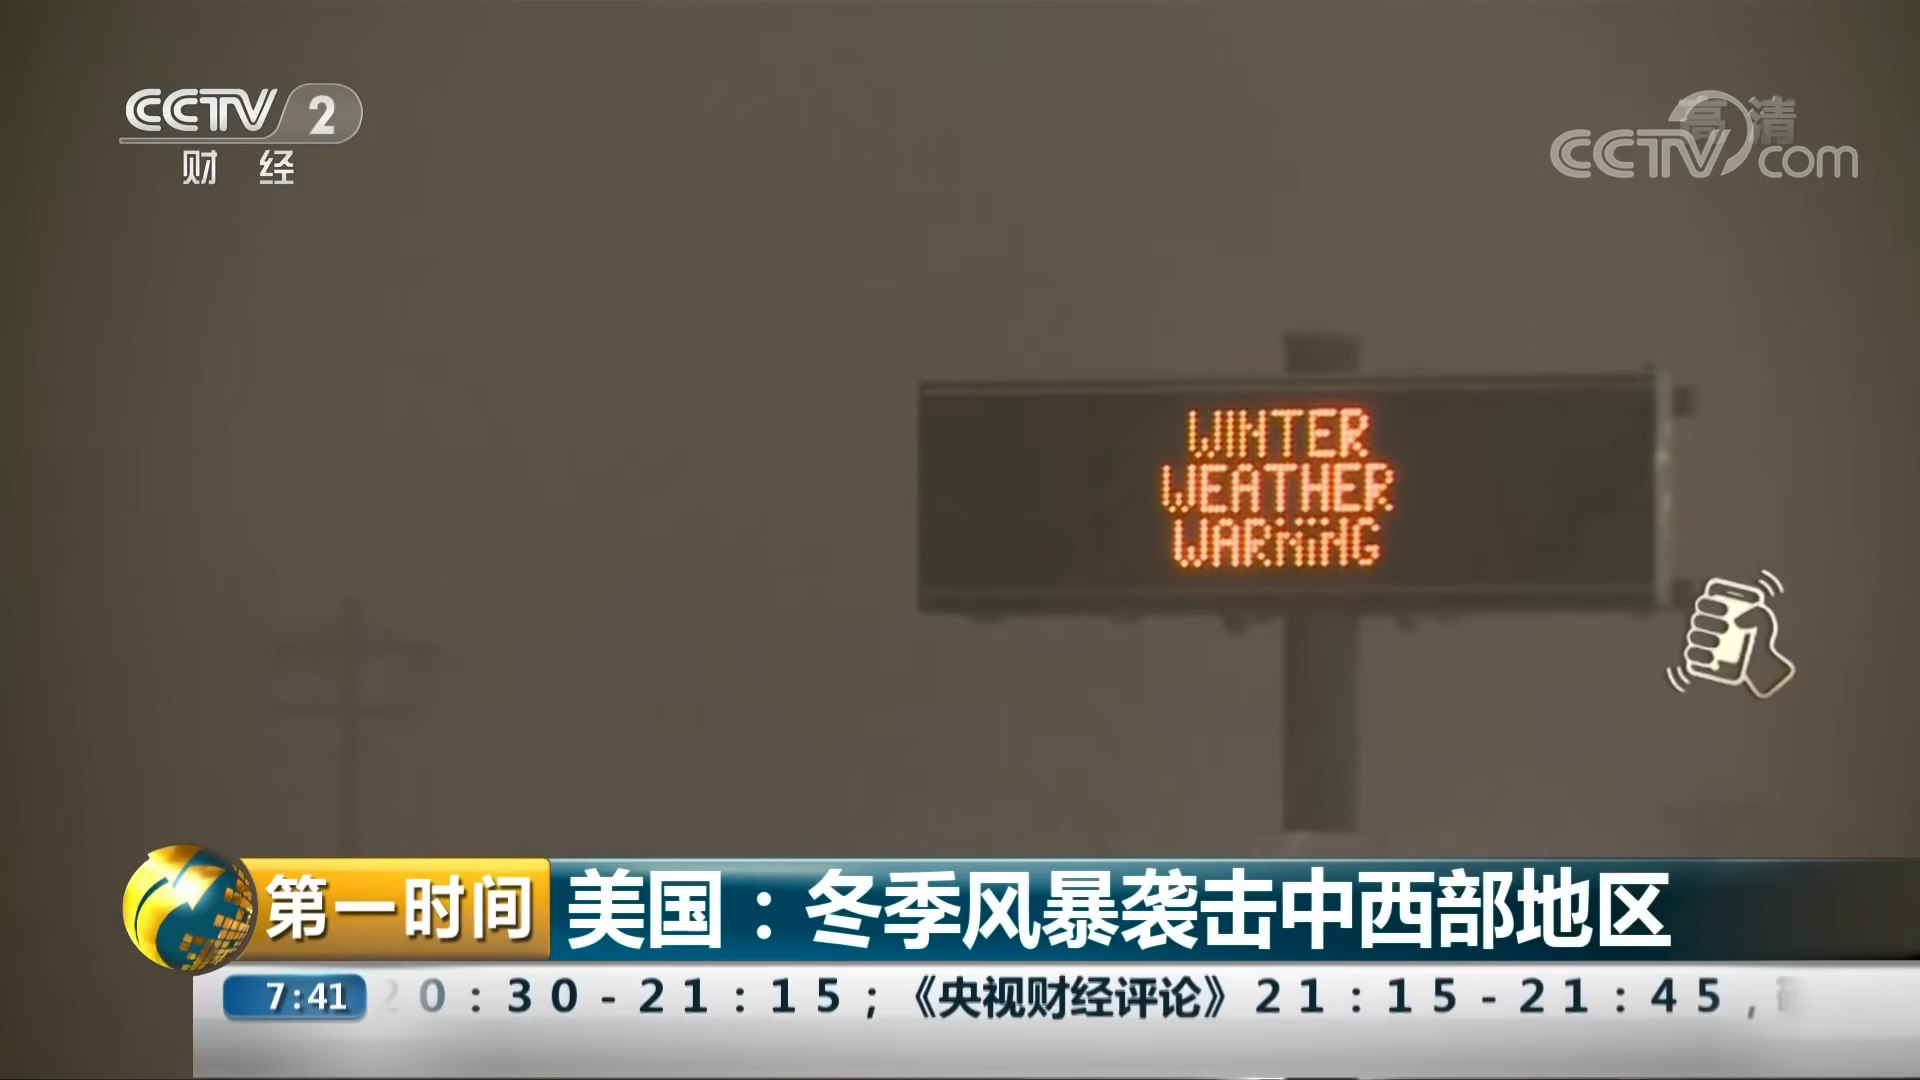 CCTV 2
财 经
高清
CCTV com
WINTER
WEATHER
WARNING
第一时间
美国：冬季风暴袭击中西部地区
7:41
20:30-21:15；《央视财经评论》21:15-21:45，